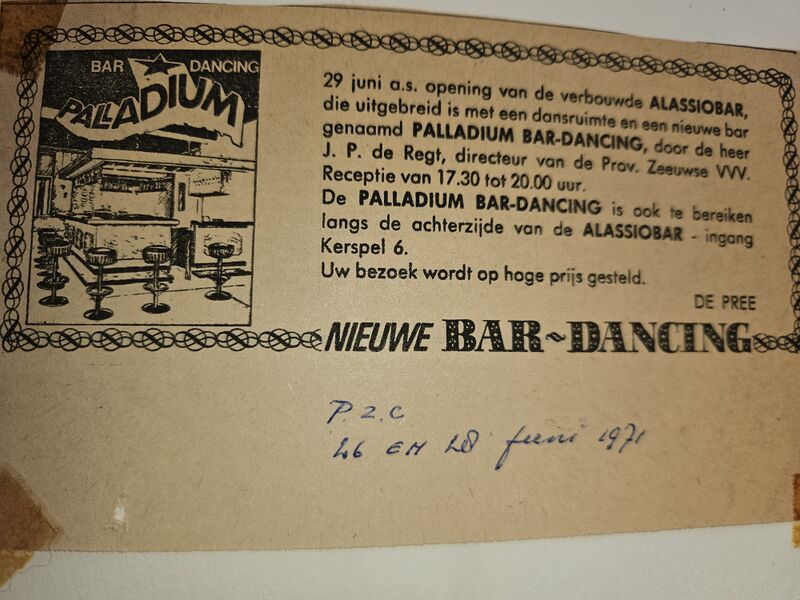 BAR DANCING
PALLADIUM
29 juni a.s. opening van de verbouwde ALASSIOBAR,
die uitgebreid is met een dansruimte en een nieuwe bar
genaamd PALLADIUM BAR-DANCING, door de heer
J. P. de Regt, directeur van de Prov. Zeeuwse VVV.
Receptie van 17.30 tot 20.00 uur.
De PALLADIUM BAR-DANCING is ook te bereiken
langs de achterzijde van de ALASSIOBAR - ingang
Kerspel 6.
Uw bezoek wordt op hoge prijs gesteld.
DE PREE
NIEUWE BAR~DANCING
P.Z.C
26 EN 28 juni 1971